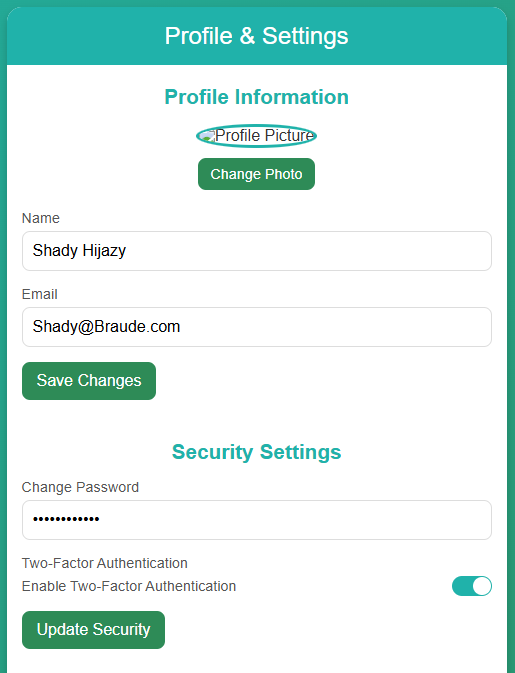 Profile & Settings
Profile Information
Profile Picture
Change Photo
Name
Shady Hijazy
Email
Shady@Braude.com
Save Changes
Security Settings
Change Password
••••••••••••
Two-Factor Authentication
Enable Two-Factor Authentication
Update Security